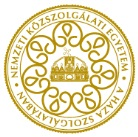 NEMZETI KÖZSZOLGÁLATI EGYETEM
A HAZA SZOLGÁLATÁBAN